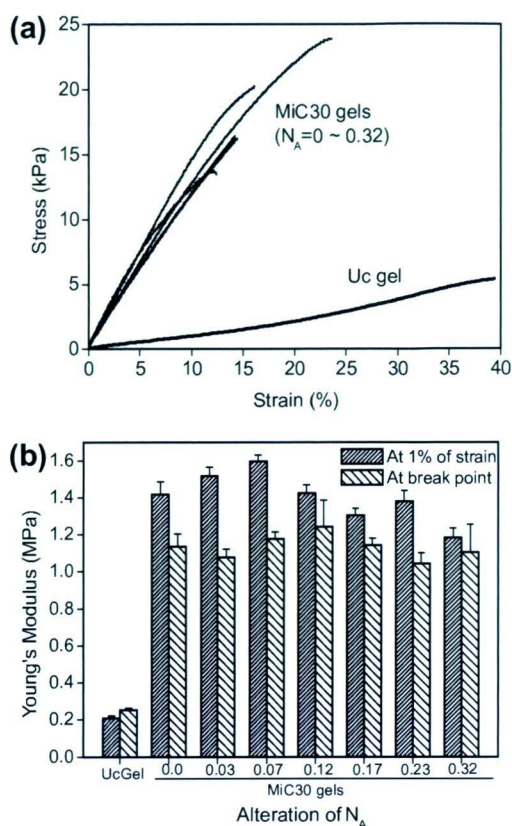 (a)
25
20
15
10
5
0
Stress (kPa)
MiC30 gels
(N_A=0 ~ 0.32)
Uc gel
0 5 10 15 20 25 30 35 40
Strain (%)
(b)
1.6
1.4
1.2
1.0
0.8
0.6
0.4
0.2
0.0
Young's Modulus (MPa)
At 1% of strain
At break point
UcGel 0.0 0.03 0.07 0.12 0.17 0.23 0.32
MiC30 gels
Alteration of N_A